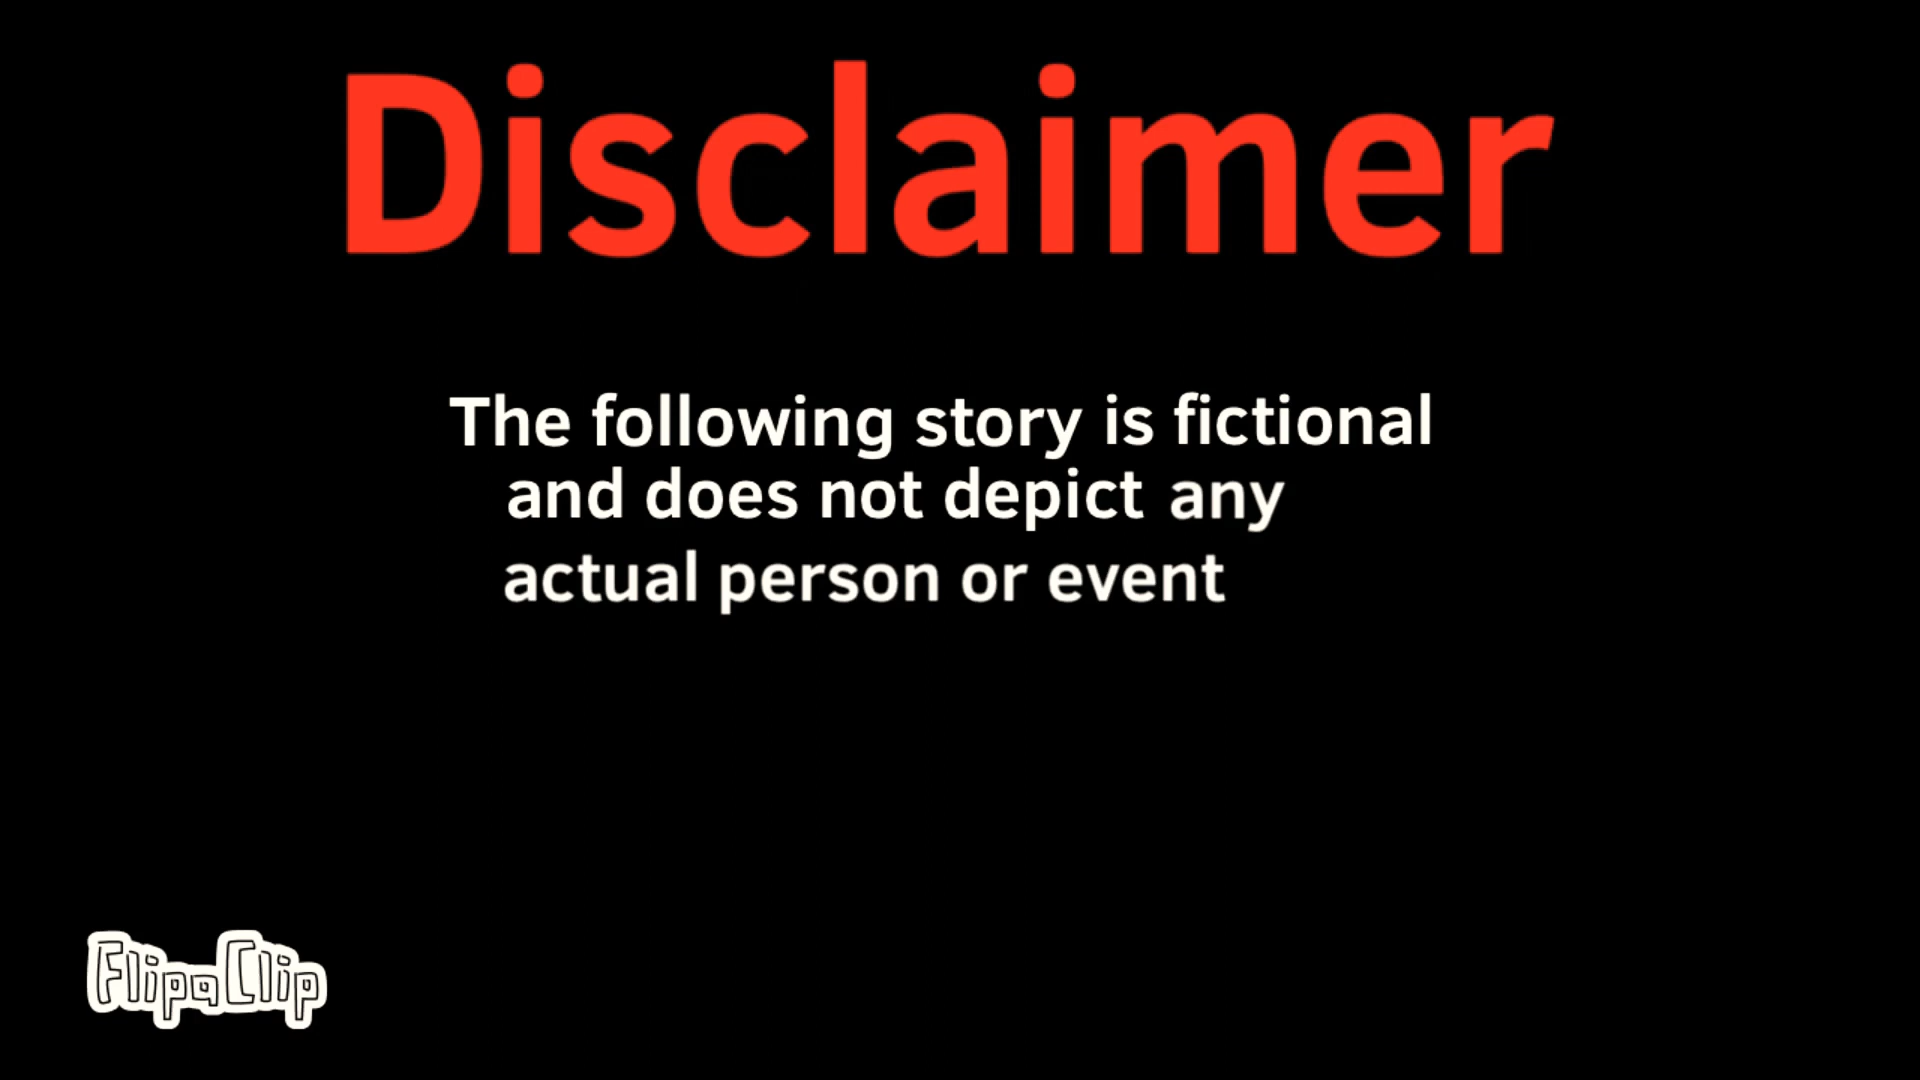 Disclaimer
The following story is fictional
and does not depict any
actual person or event
FlipaClip